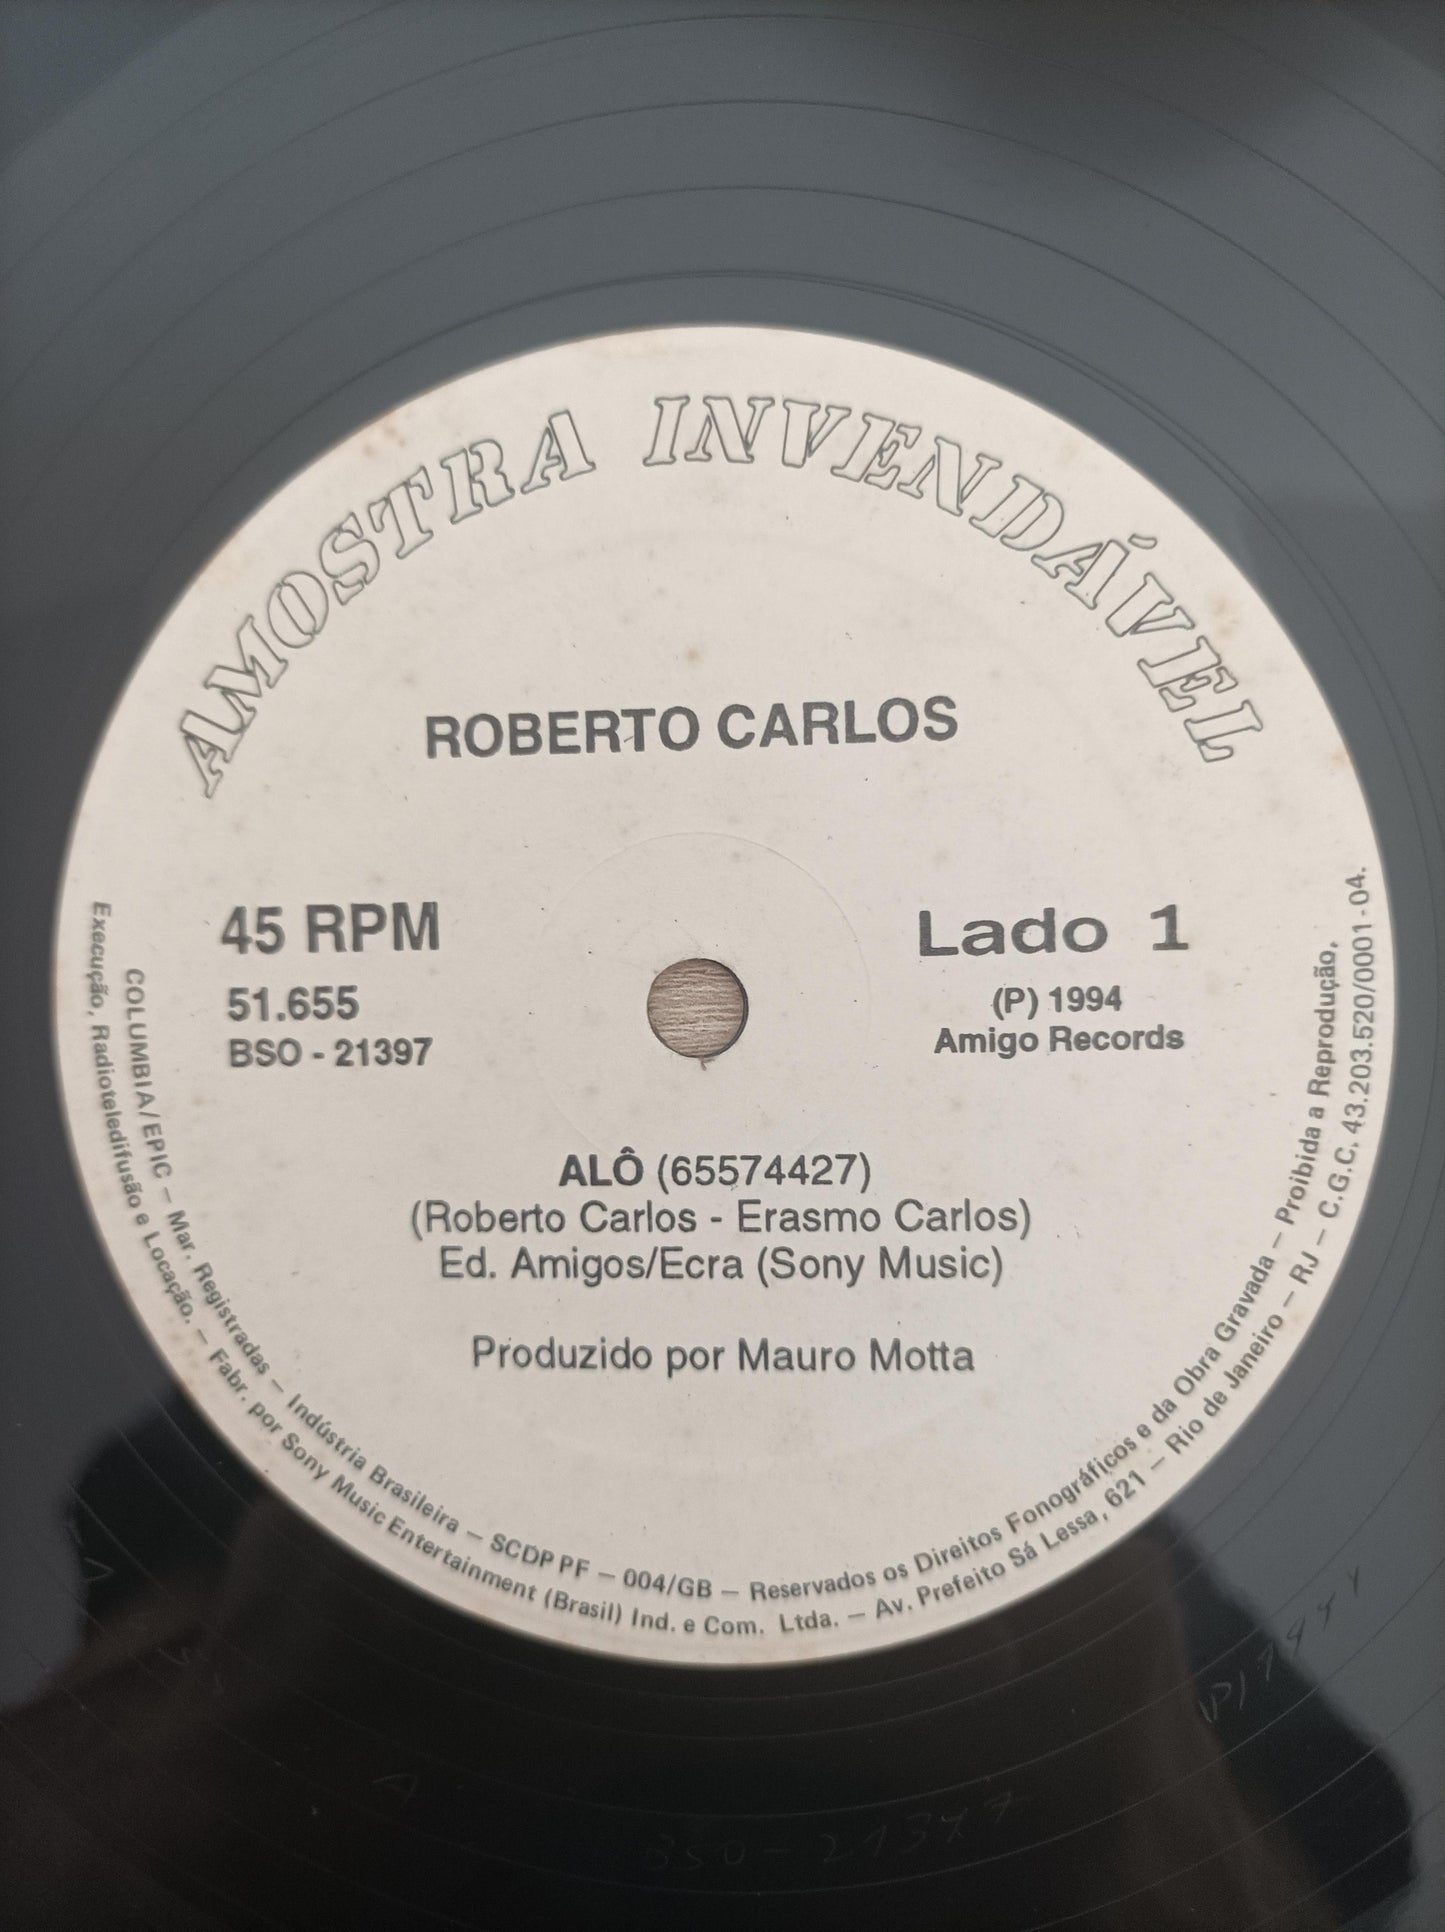 AMOSTRA INVENDÁVEL
ROBERTO CARLOS
45 RPM
51.655
BSO - 21397
Lado 1
(P) 1994
Amigo Records
ALÔ (65574427)
(Roberto Carlos - Erasmo Carlos)
Ed. Amigos/Ecra (Sony Music)
Produzido por Mauro Motta
COLUMBIA/EPIC – Mar. Registradas – Indústria Brasileira – SCDP PF – 004/GB – Reservados os Direitos Fonográficos e da Obra Gravada – Proibida a Reprodução,
Execução, Radioteledifusão e Locação. – Fabr. por Sony Music Entertainment (Brasil) Ind. e Com. Ltda. – Av. Prefeito Sá Lessa, 621 – Rio de Janeiro – RJ – C.G.C. 43.203.520/0001-04.